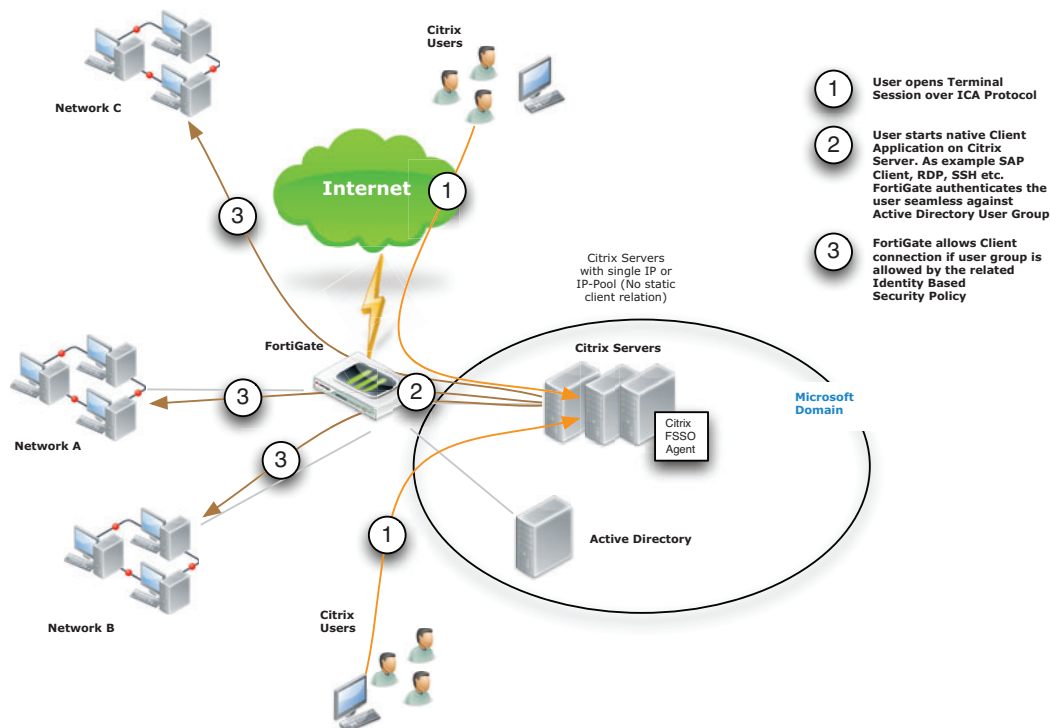 Citrix
Users
Network C
1
User opens Terminal
Session over ICA Protocol
2
User starts native Client
Application on Citrix
Server. As example SAP
Client, RDP, SSH etc.
FortiGate authenticates the
user seamless against
Active Directory User Group
3
FortiGate allows Client
connection if user group is
allowed by the related
Identity Based
Security Policy
Internet
1
3
Citrix Servers
with single IP or
IP-Pool (No static
client relation)
FortiGate
Citrix Servers
2
3
Microsoft
Domain
Citrix
FSSO
Agent
Network A
3
1
Active Directory
Network B
Citrix
Users